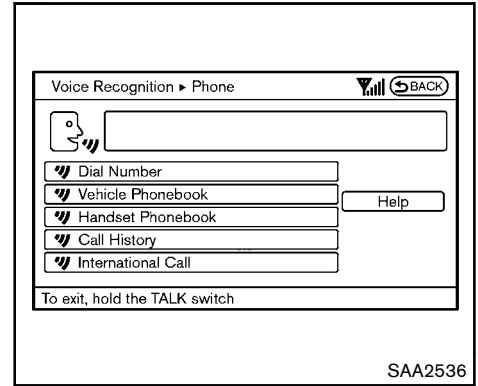 Voice Recognition ▸ Phone
BACK
Dial Number
Vehicle Phonebook
Help
Handset Phonebook
Call History
International Call
To exit, hold the TALK switch
SAA2536